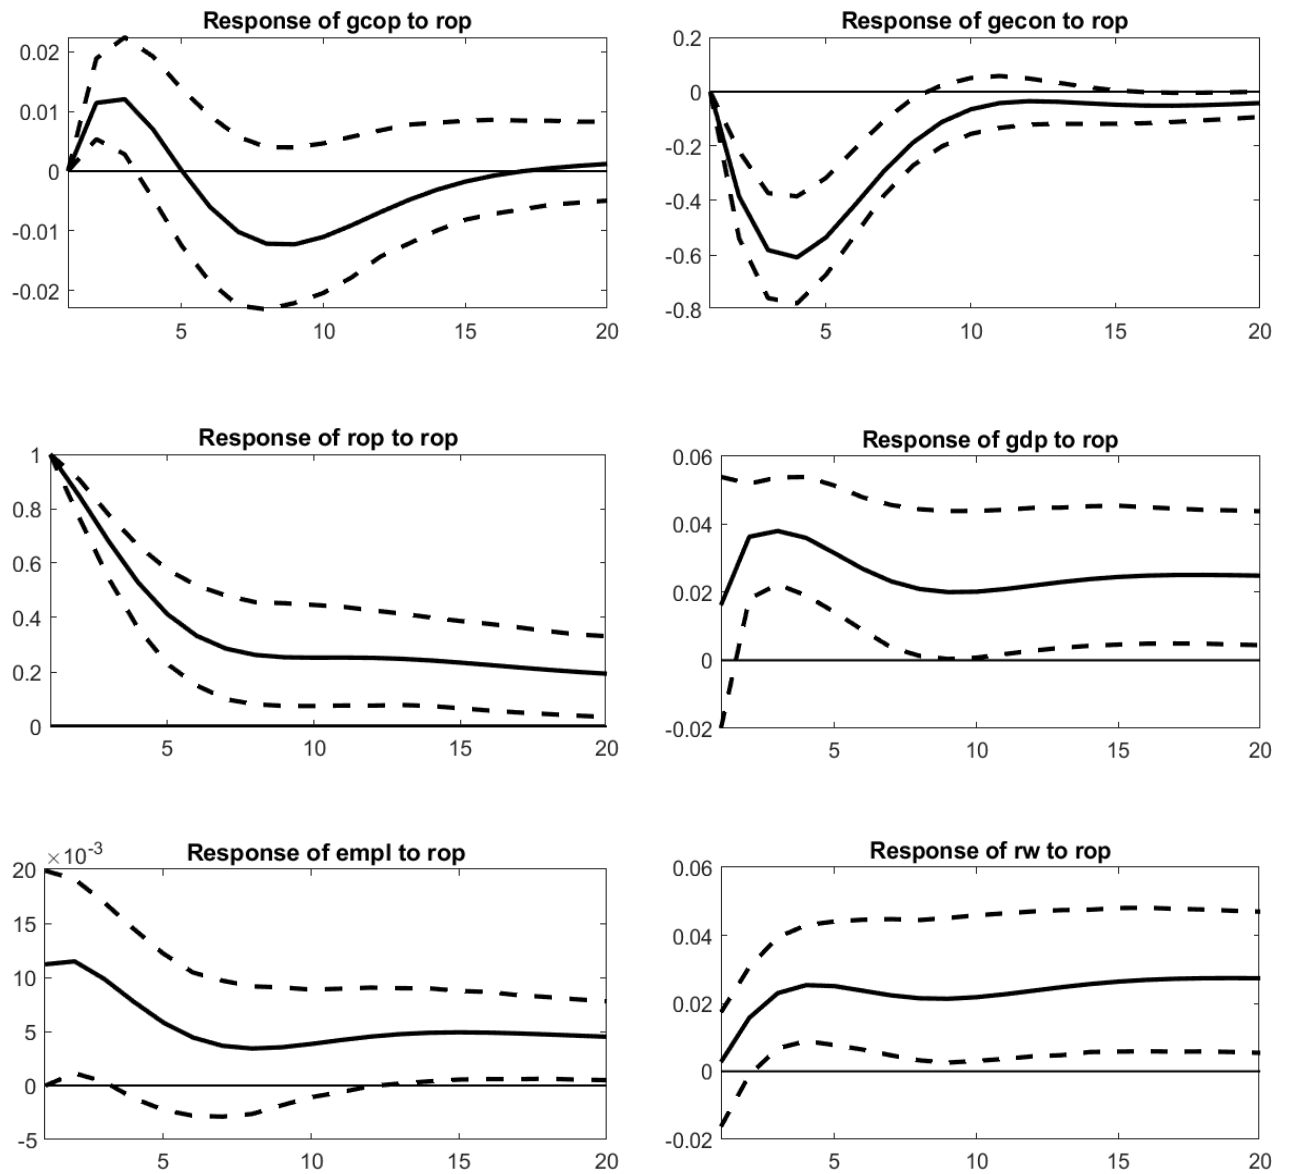 Response of gcop to rop
0.02
0.01
0
-0.01
-0.02
5 10 15 20
Response of gecon to rop
0.2
0
-0.2
-0.4
-0.6
-0.8
5 10 15 20
Response of rop to rop
1
0.8
0.6
0.4
0.2
0
5 10 15 20
Response of gdp to rop
0.06
0.04
0.02
0
-0.02
5 10 15 20
×10⁻³
Response of empl to rop
20
15
10
5
0
-5
5 10 15 20
Response of rw to rop
0.06
0.04
0.02
0
-0.02
5 10 15 20